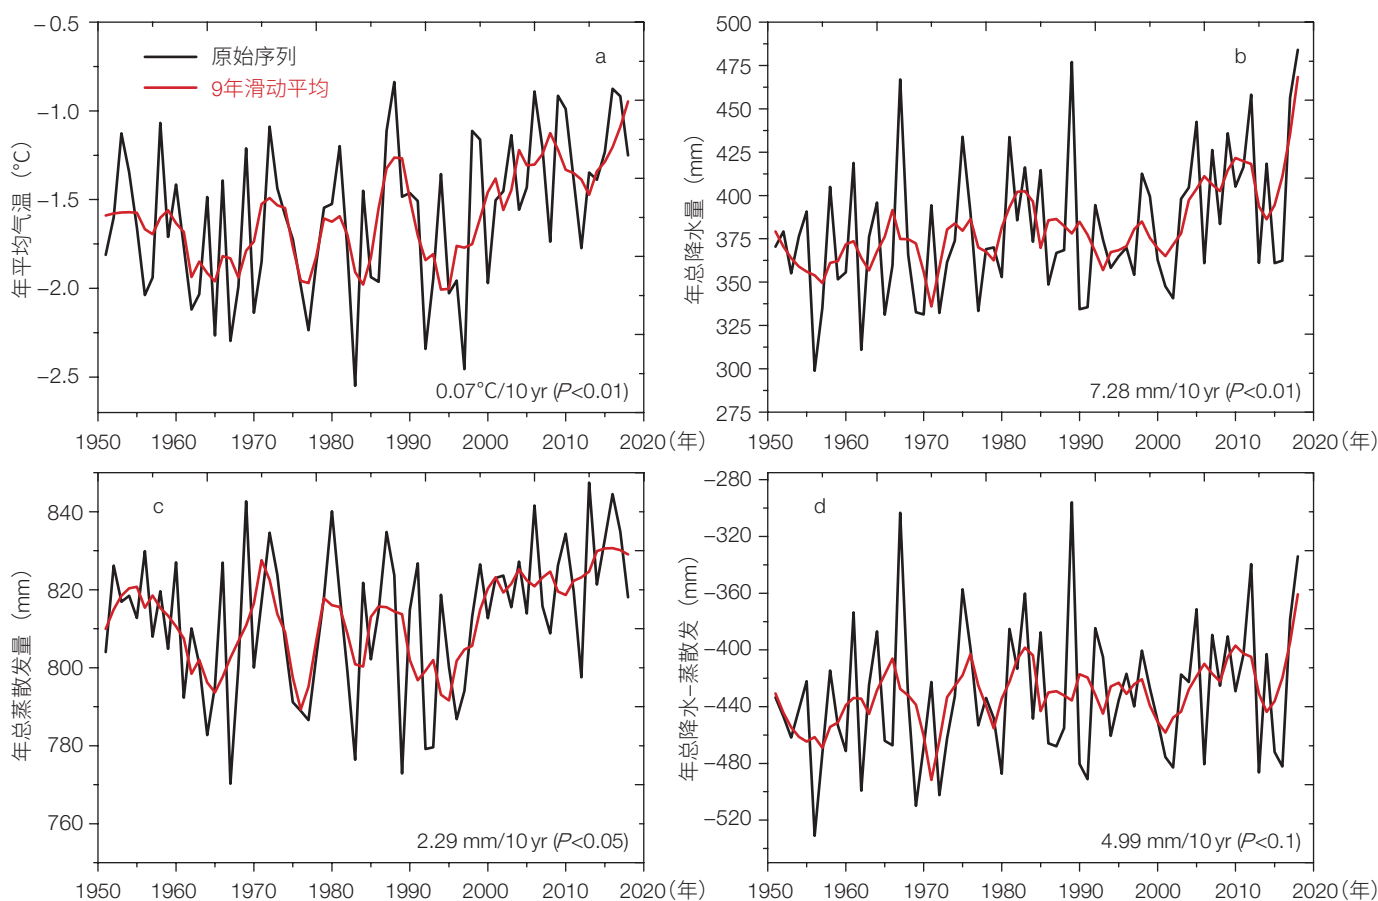 原始序列
9年滑动平均
a
年平均气温（℃）
−0.5
−1.0
−1.5
−2.0
−2.5
0.07℃/10 yr (P<0.01)
1950 1960 1970 1980 1990 2000 2010 2020（年）
b
年总降水量（mm）
500
475
450
425
400
375
350
325
300
275
7.28 mm/10 yr (P<0.01)
1950 1960 1970 1980 1990 2000 2010 2020（年）
c
年总蒸散发量（mm）
840
820
800
780
760
2.29 mm/10 yr (P<0.05)
1950 1960 1970 1980 1990 2000 2010 2020（年）
d
年总降水−蒸散发（mm）
−280
−320
−360
−400
−440
−480
−520
4.99 mm/10 yr (P<0.1)
1950 1960 1970 1980 1990 2000 2010 2020（年）